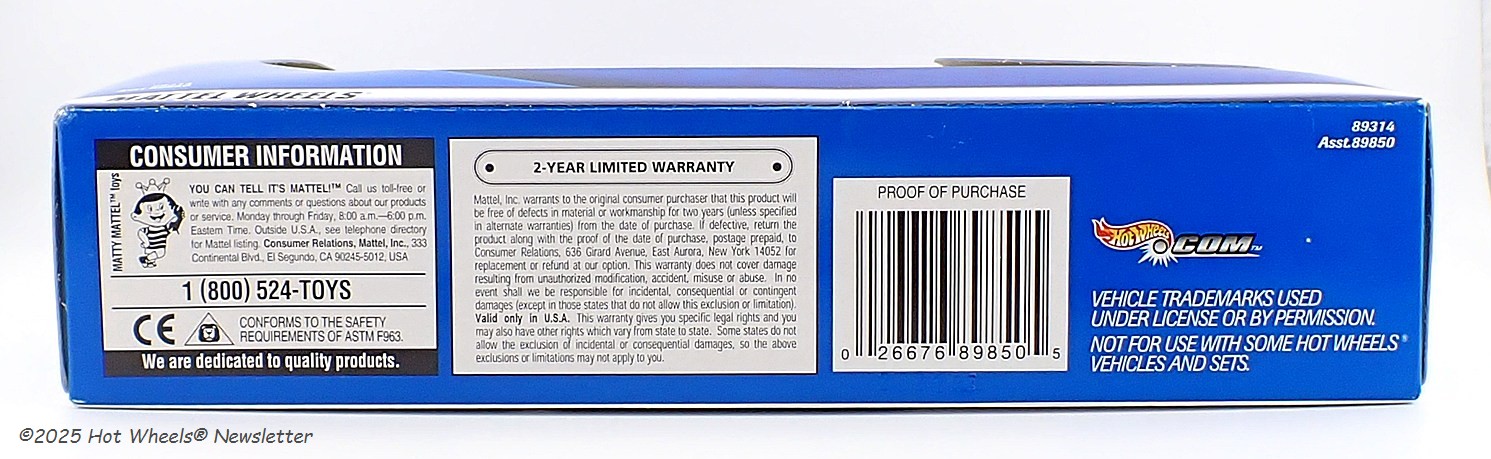 MATTEL WHEELS
CONSUMER INFORMATION
MATTY MATTEL™ toys
YOU CAN TELL IT'S MATTEL!™ Call us toll-free or
write with any comments or questions about our products
or service. Monday through Friday, 8:00 a.m.—6:00 p.m.
Eastern Time. Outside U.S.A., see telephone directory
for Mattel listing. Consumer Relations, Mattel, Inc., 333
Continental Blvd., El Segundo, CA 90245-5012, USA
1 (800) 524-TOYS
CE
CONFORMS TO THE SAFETY
REQUIREMENTS OF ASTM F963.
We are dedicated to quality products.
2-YEAR LIMITED WARRANTY
Mattel, Inc. warrants to the original consumer purchaser that this product will
be free of defects in material or workmanship for two years (unless specified
in alternate warranties) from the date of purchase. If defective, return the
product along with the proof of the date of purchase, postage prepaid, to
Consumer Relations, 636 Girard Avenue, East Aurora, New York 14052 for
replacement or refund at our option. This warranty does not cover damage
resulting from unauthorized modification, accident, misuse or abuse. In no
event shall we be responsible for incidental, consequential or contingent
damages (except in those states that do not allow this exclusion or limitation).
Valid only in U.S.A. This warranty gives you specific legal rights and you
may also have other rights which vary from state to state. Some states do not
allow the exclusion of incidental or consequential damages, so the above
exclusions or limitations may not apply to you.
PROOF OF PURCHASE
0 26676 89850 5
89314
Asst.89850
HOT WHEELS.COM™
VEHICLE TRADEMARKS USED
UNDER LICENSE OR BY PERMISSION.
NOT FOR USE WITH SOME HOT WHEELS®
VEHICLES AND SETS.
©2025 Hot Wheels® Newsletter